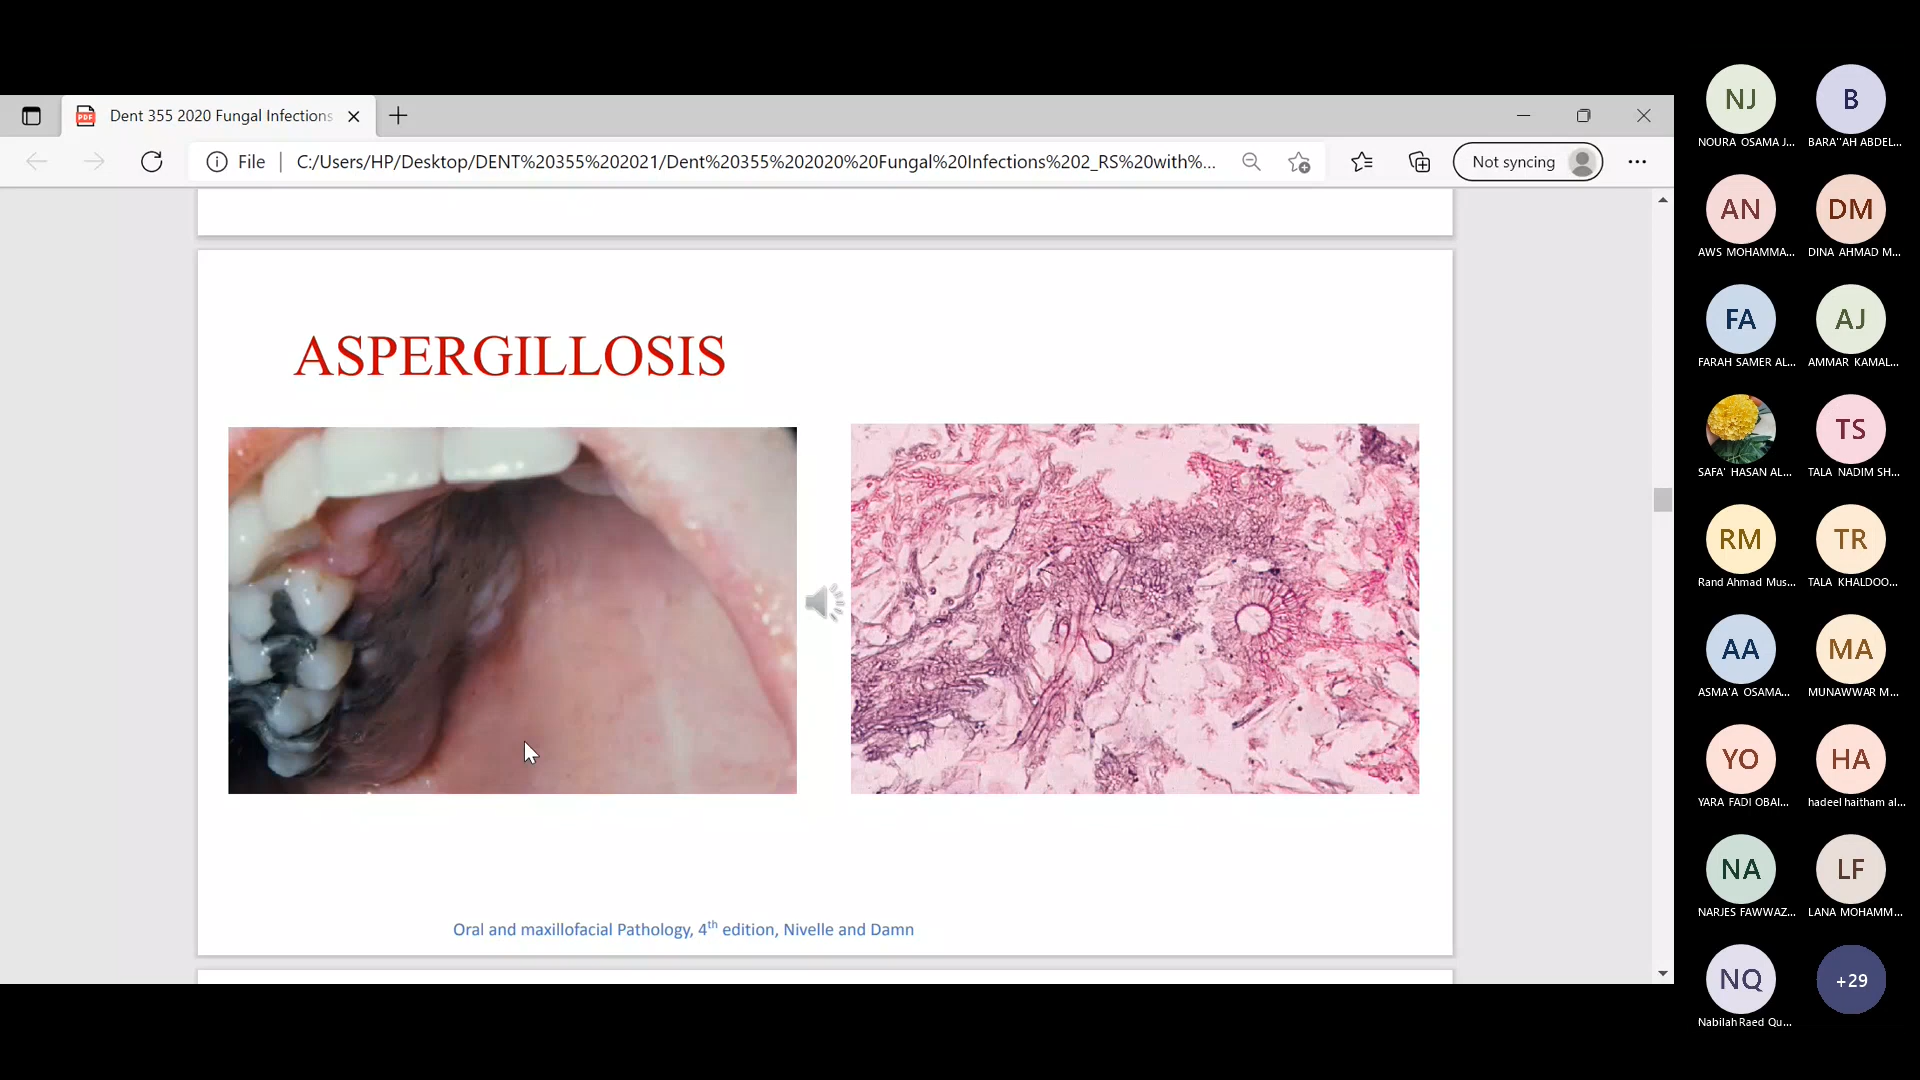 Dent 355 2020 Fungal Infections
File
C:/Users/HP/Desktop/DENT%20355%202021/Dent%20355%202020%20Fungal%20Infections%202_RS%20with%...
Not syncing
ASPERGILLOSIS
Oral and maxillofacial Pathology, 4th edition, Nivelle and Damn
NJ
NOURA OSAMA J...
B
BARA''AH ABDEL...
AN
AWS MOHAMMA...
DM
DINA AHMAD M...
FA
FARAH SAMER AL...
AJ
AMMAR KAMAL...
SAFA' HASAN AL...
TS
TALA NADIM SH...
RM
Rand Ahmad Mus...
TR
TALA KHALDOO...
AA
ASMA'A OSAMA...
MA
MUNAWWAR M...
YO
YARA FADI OBAI...
HA
hadeel haitham al...
NA
NARJES FAWWAZ...
LF
LANA MOHAMM...
NQ
Nabilah Raed Qu...
+29